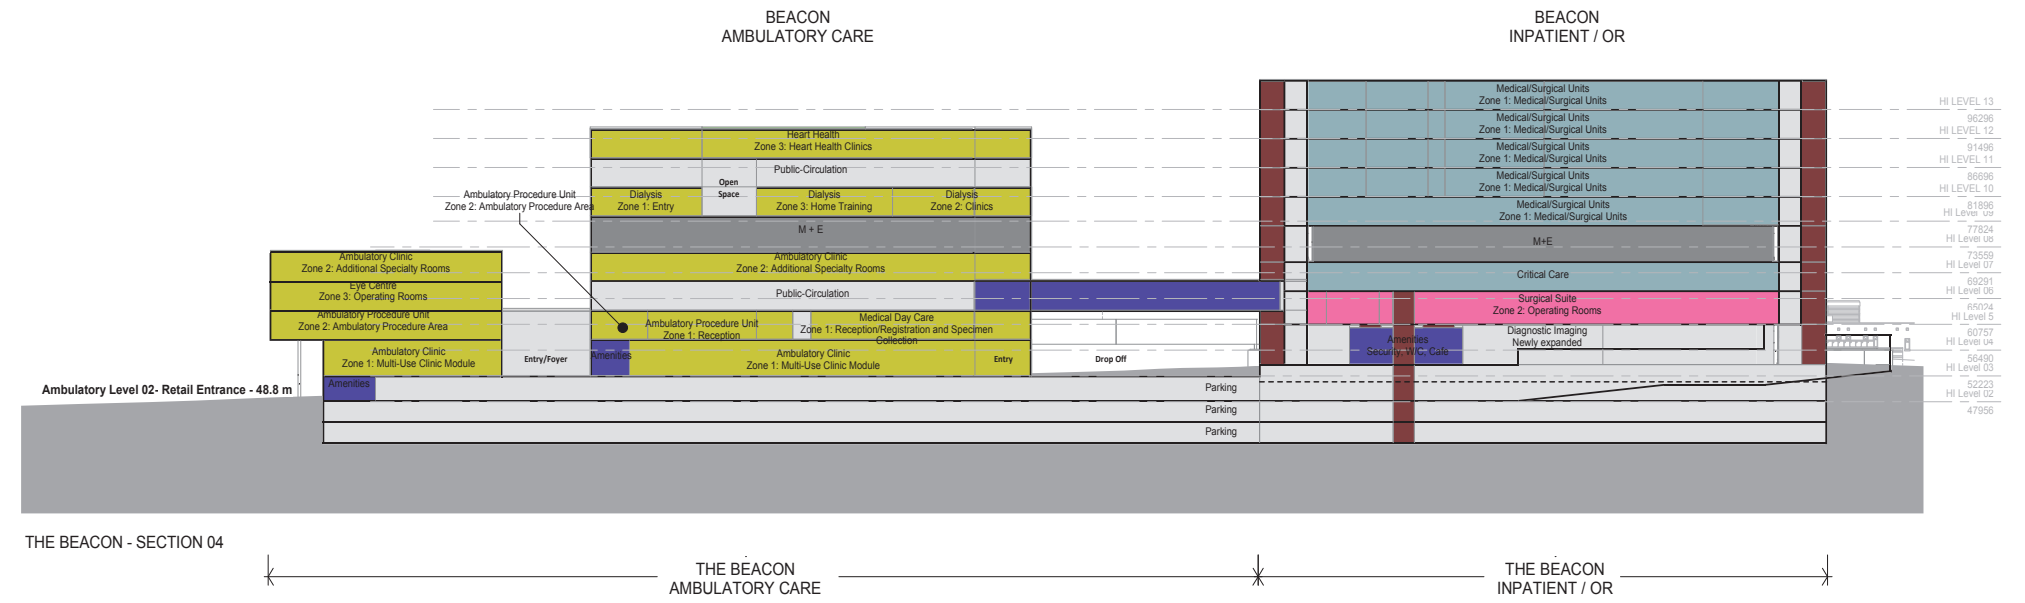 BEACON
AMBULATORY CARE
BEACON
INPATIENT / OR
Heart Health
Zone 3: Heart Health Clinics
Public-Circulation
Open
Space
Dialysis
Zone 1: Entry
Dialysis
Zone 3: Home Training
Dialysis
Zone 2: Clinics
Ambulatory Procedure Unit
Zone 2: Ambulatory Procedure Area
M + E
Ambulatory Clinic
Zone 2: Additional Specialty Rooms
Public-Circulation
Ambulatory Procedure Unit
Zone 1: Reception
Medical Day Care
Zone 1: Reception/Registration and Specimen
Collection
Amenities
Ambulatory Clinic
Zone 1: Multi-Use Clinic Module
Entry
Drop Off
Ambulatory Clinic
Zone 2: Additional Specialty Rooms
Eye Centre
Zone 3: Operating Rooms
Ambulatory Procedure Unit
Zone 2: Ambulatory Procedure Area
Ambulatory Clinic
Zone 1: Multi-Use Clinic Module
Entry/Foyer
Amenities
Ambulatory Level 02- Retail Entrance - 48.8 m
Parking
Parking
Parking
Medical/Surgical Units
Zone 1: Medical/Surgical Units
Medical/Surgical Units
Zone 1: Medical/Surgical Units
Medical/Surgical Units
Zone 1: Medical/Surgical Units
Medical/Surgical Units
Zone 1: Medical/Surgical Units
Medical/Surgical Units
Zone 1: Medical/Surgical Units
M+E
Critical Care
Surgical Suite
Zone 2: Operating Rooms
Diagnostic Imaging
Newly expanded
Amenities
Security, W/C, Cafe
HI LEVEL 13
96296
HI LEVEL 12
91496
HI LEVEL 11
86696
HI LEVEL 10
81896
HI Level 09
77824
HI Level 08
73559
HI Level 07
69291
HI Level 06
65024
HI Level 5
60757
HI Level 04
56490
HI Level 03
52223
HI Level 02
47956
THE BEACON - SECTION 04
THE BEACON
AMBULATORY CARE
THE BEACON
INPATIENT / OR